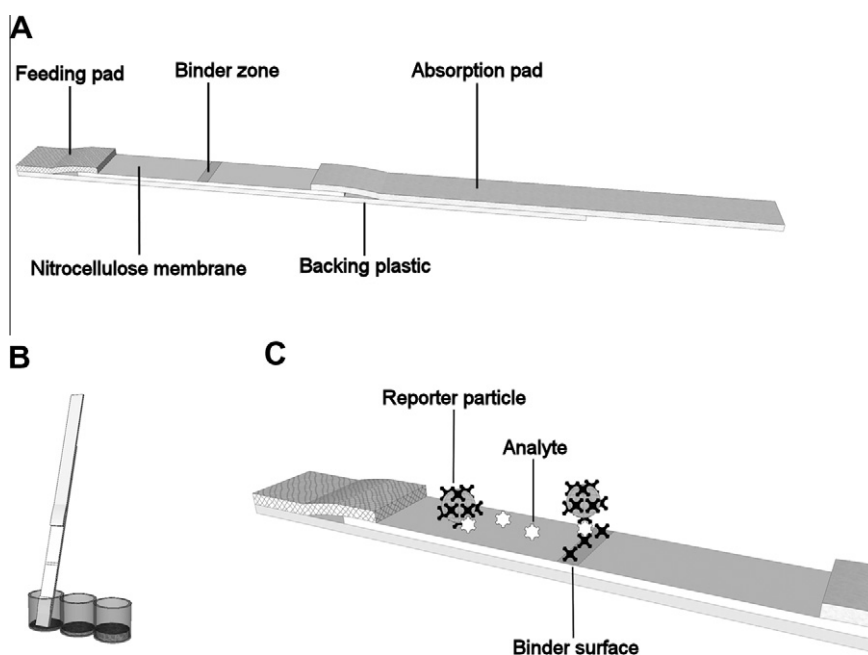 A
Feeding pad
Binder zone
Absorption pad
Nitrocellulose membrane
Backing plastic
B
C
Reporter particle
Analyte
Binder surface